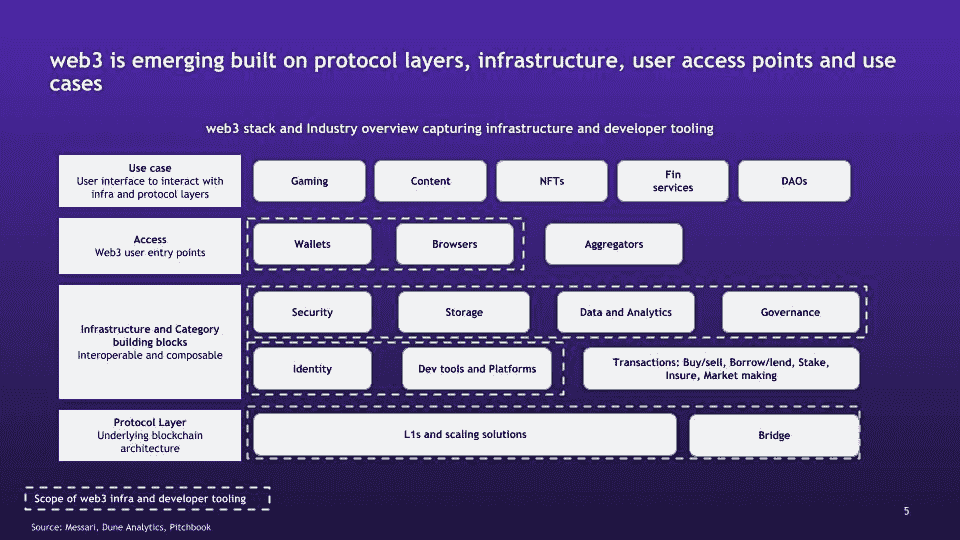 web3 is emerging built on protocol layers, infrastructure, user access points and use
cases
web3 stack and Industry overview capturing infrastructure and developer tooling
Use case
User interface to interact with
infra and protocol layers
Gaming
Content
NFTs
Fin
services
DAOs
Access
Web3 user entry points
Wallets
Browsers
Aggregators
Infrastructure and Category
building blocks
Interoperable and composable
Security
Storage
Data and Analytics
Governance
Identity
Dev tools and Platforms
Transactions: Buy/sell, Borrow/lend, Stake,
Insure, Market making
Protocol Layer
Underlying blockchain
architecture
L1s and scaling solutions
Bridge
Scope of web3 infra and developer tooling
Source: Messari, Dune Analytics, Pitchbook
5